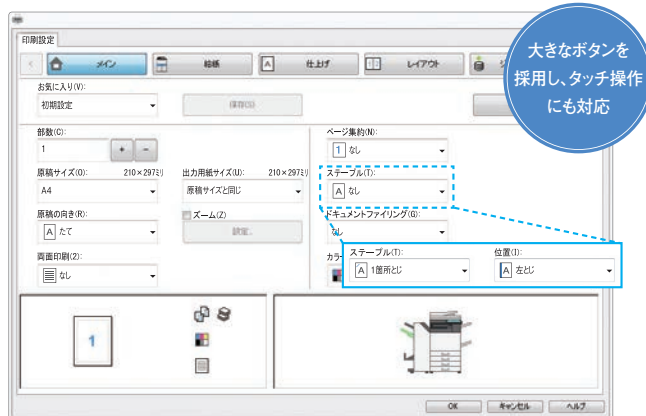 印刷設定
メイン
給紙
仕上げ
レイアウト
大きなボタンを
採用し、タッチ操作
にも対応
お気に入り(V):
初期設定
保存(S)
部数(C):
1
+
-
ページ集約(N):
1 なし
原稿サイズ(O): 210×297ミリ
A4
出力用紙サイズ(U): 210×297ミリ
原稿サイズと同じ
ステープル(T):
A なし
原稿の向き(R):
A たて
ズーム(Z)
設定...
ドキュメントファイリング(G):
なし
両面印刷(2):
なし
カラー
ステープル(T):
A 1箇所とじ
位置(I):
A 左とじ
1
OK
キャンセル
ヘルプ